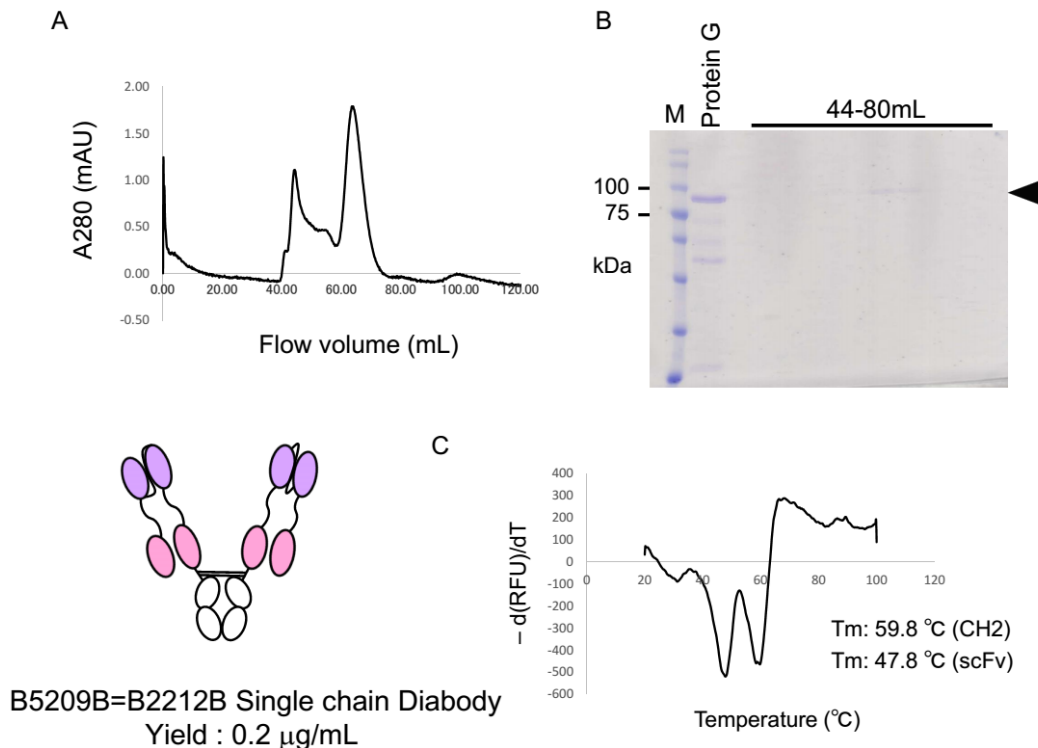 A
2.00
1.50
1.00
0.50
0.00
-0.50
0.00 20.00 40.00 60.00 80.00 100.00 120.00
A280 (mAU)
Flow volume (mL)
B
M
Protein G
44-80mL
100
75
kDa
B5209B=B2212B Single chain Diabody
Yield : 0.2 μg/mL
C
400
300
200
100
0
-100
-200
-300
-400
-500
-600
0 20 40 60 80 100 120
– d(RFU)/dT
Tm: 59.8 ℃ (CH2)
Tm: 47.8 ℃ (scFv)
Temperature (℃)